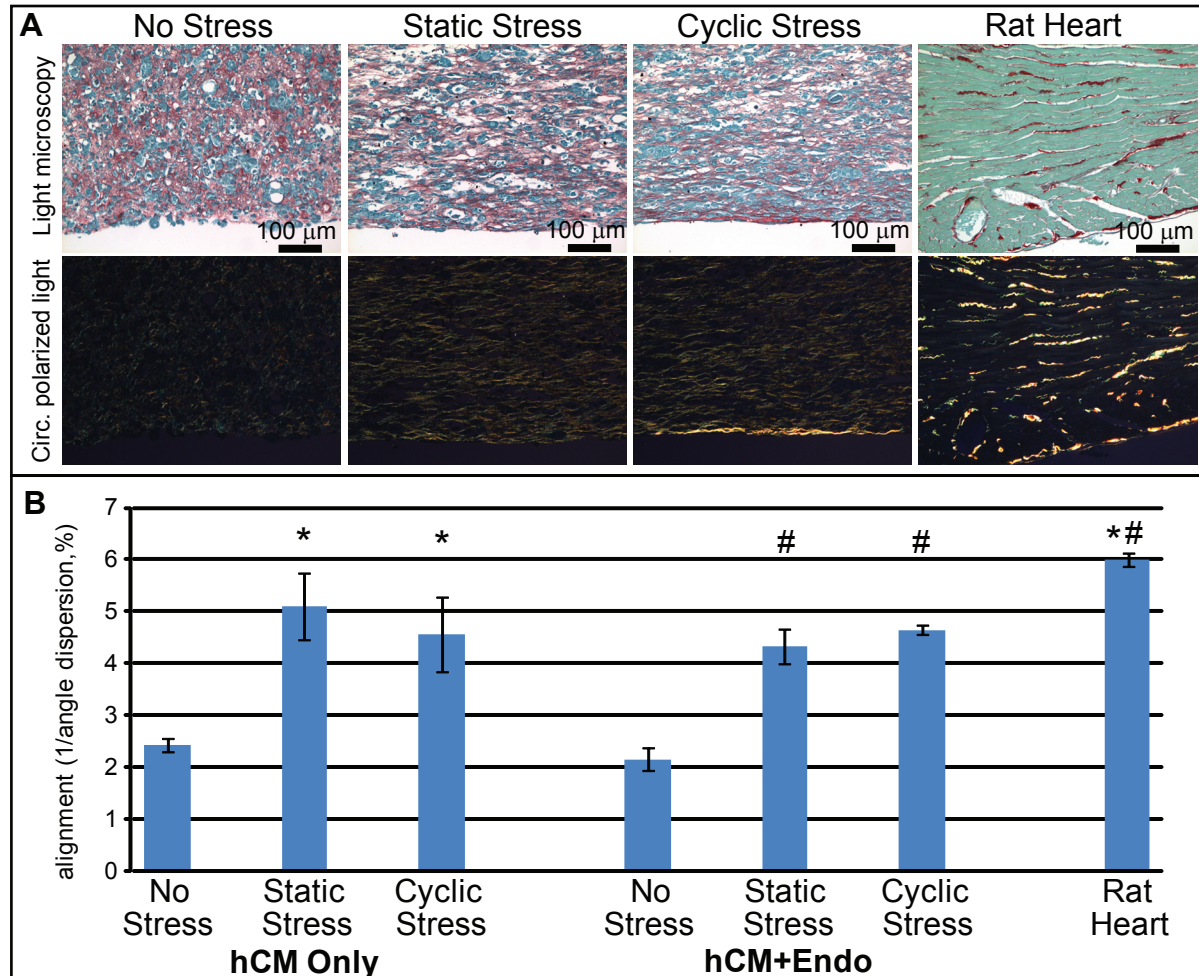 A
No Stress
Static Stress
Cyclic Stress
Rat Heart
Light microscopy
100 μm
100 μm
100 μm
100 μm
Circ. polarized light
B
alignment (1/angle dispersion,%)
7
6
5
4
3
2
1
0
*
*
#
#
*#
No
Stress
Static
Stress
Cyclic
Stress
No
Stress
Static
Stress
Cyclic
Stress
Rat
Heart
hCM Only
hCM+Endo